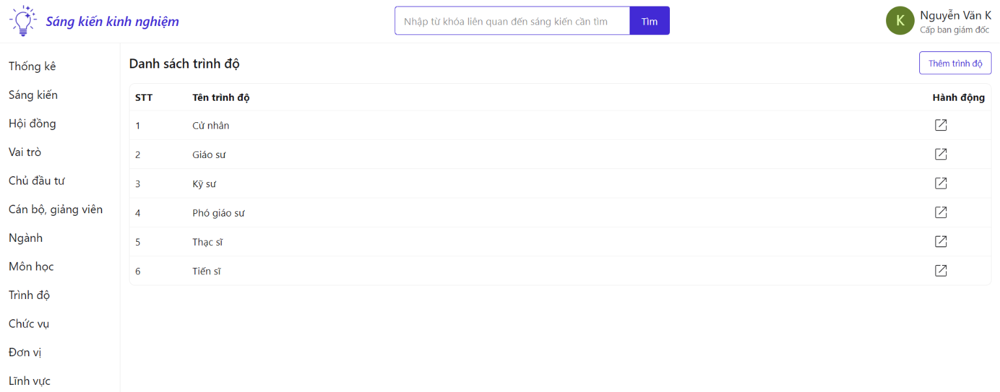 Sáng kiến kinh nghiệm
Nhập từ khóa liên quan đến sáng kiến cần tìm
Tìm
K
Nguyễn Văn K
Cấp ban giám đốc
Thống kê
Sáng kiến
Hội đồng
Vai trò
Chủ đầu tư
Cán bộ, giảng viên
Ngành
Môn học
Trình độ
Chức vụ
Đơn vị
Lĩnh vực
Danh sách trình độ
Thêm trình độ
STT Tên trình độ Hành động
1 Cử nhân
2 Giáo sư
3 Kỹ sư
4 Phó giáo sư
5 Thạc sĩ
6 Tiến sĩ